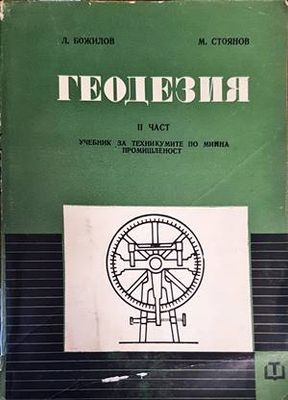 Л. БОЖИЛОВ М. СТОЯНОВ
ГЕОДЕЗИЯ
II ЧАСТ
УЧЕБНИК ЗА ТЕХНИКУМИТЕ ПО МИННА
ПРОМИШЛЕНОСТ
Т